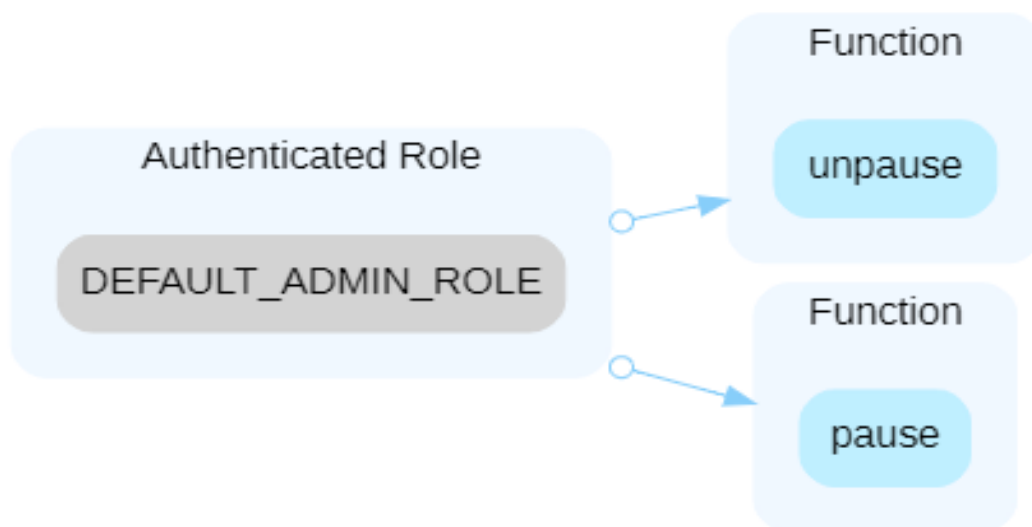 Authenticated Role
DEFAULT_ADMIN_ROLE
Function
unpause
Function
pause